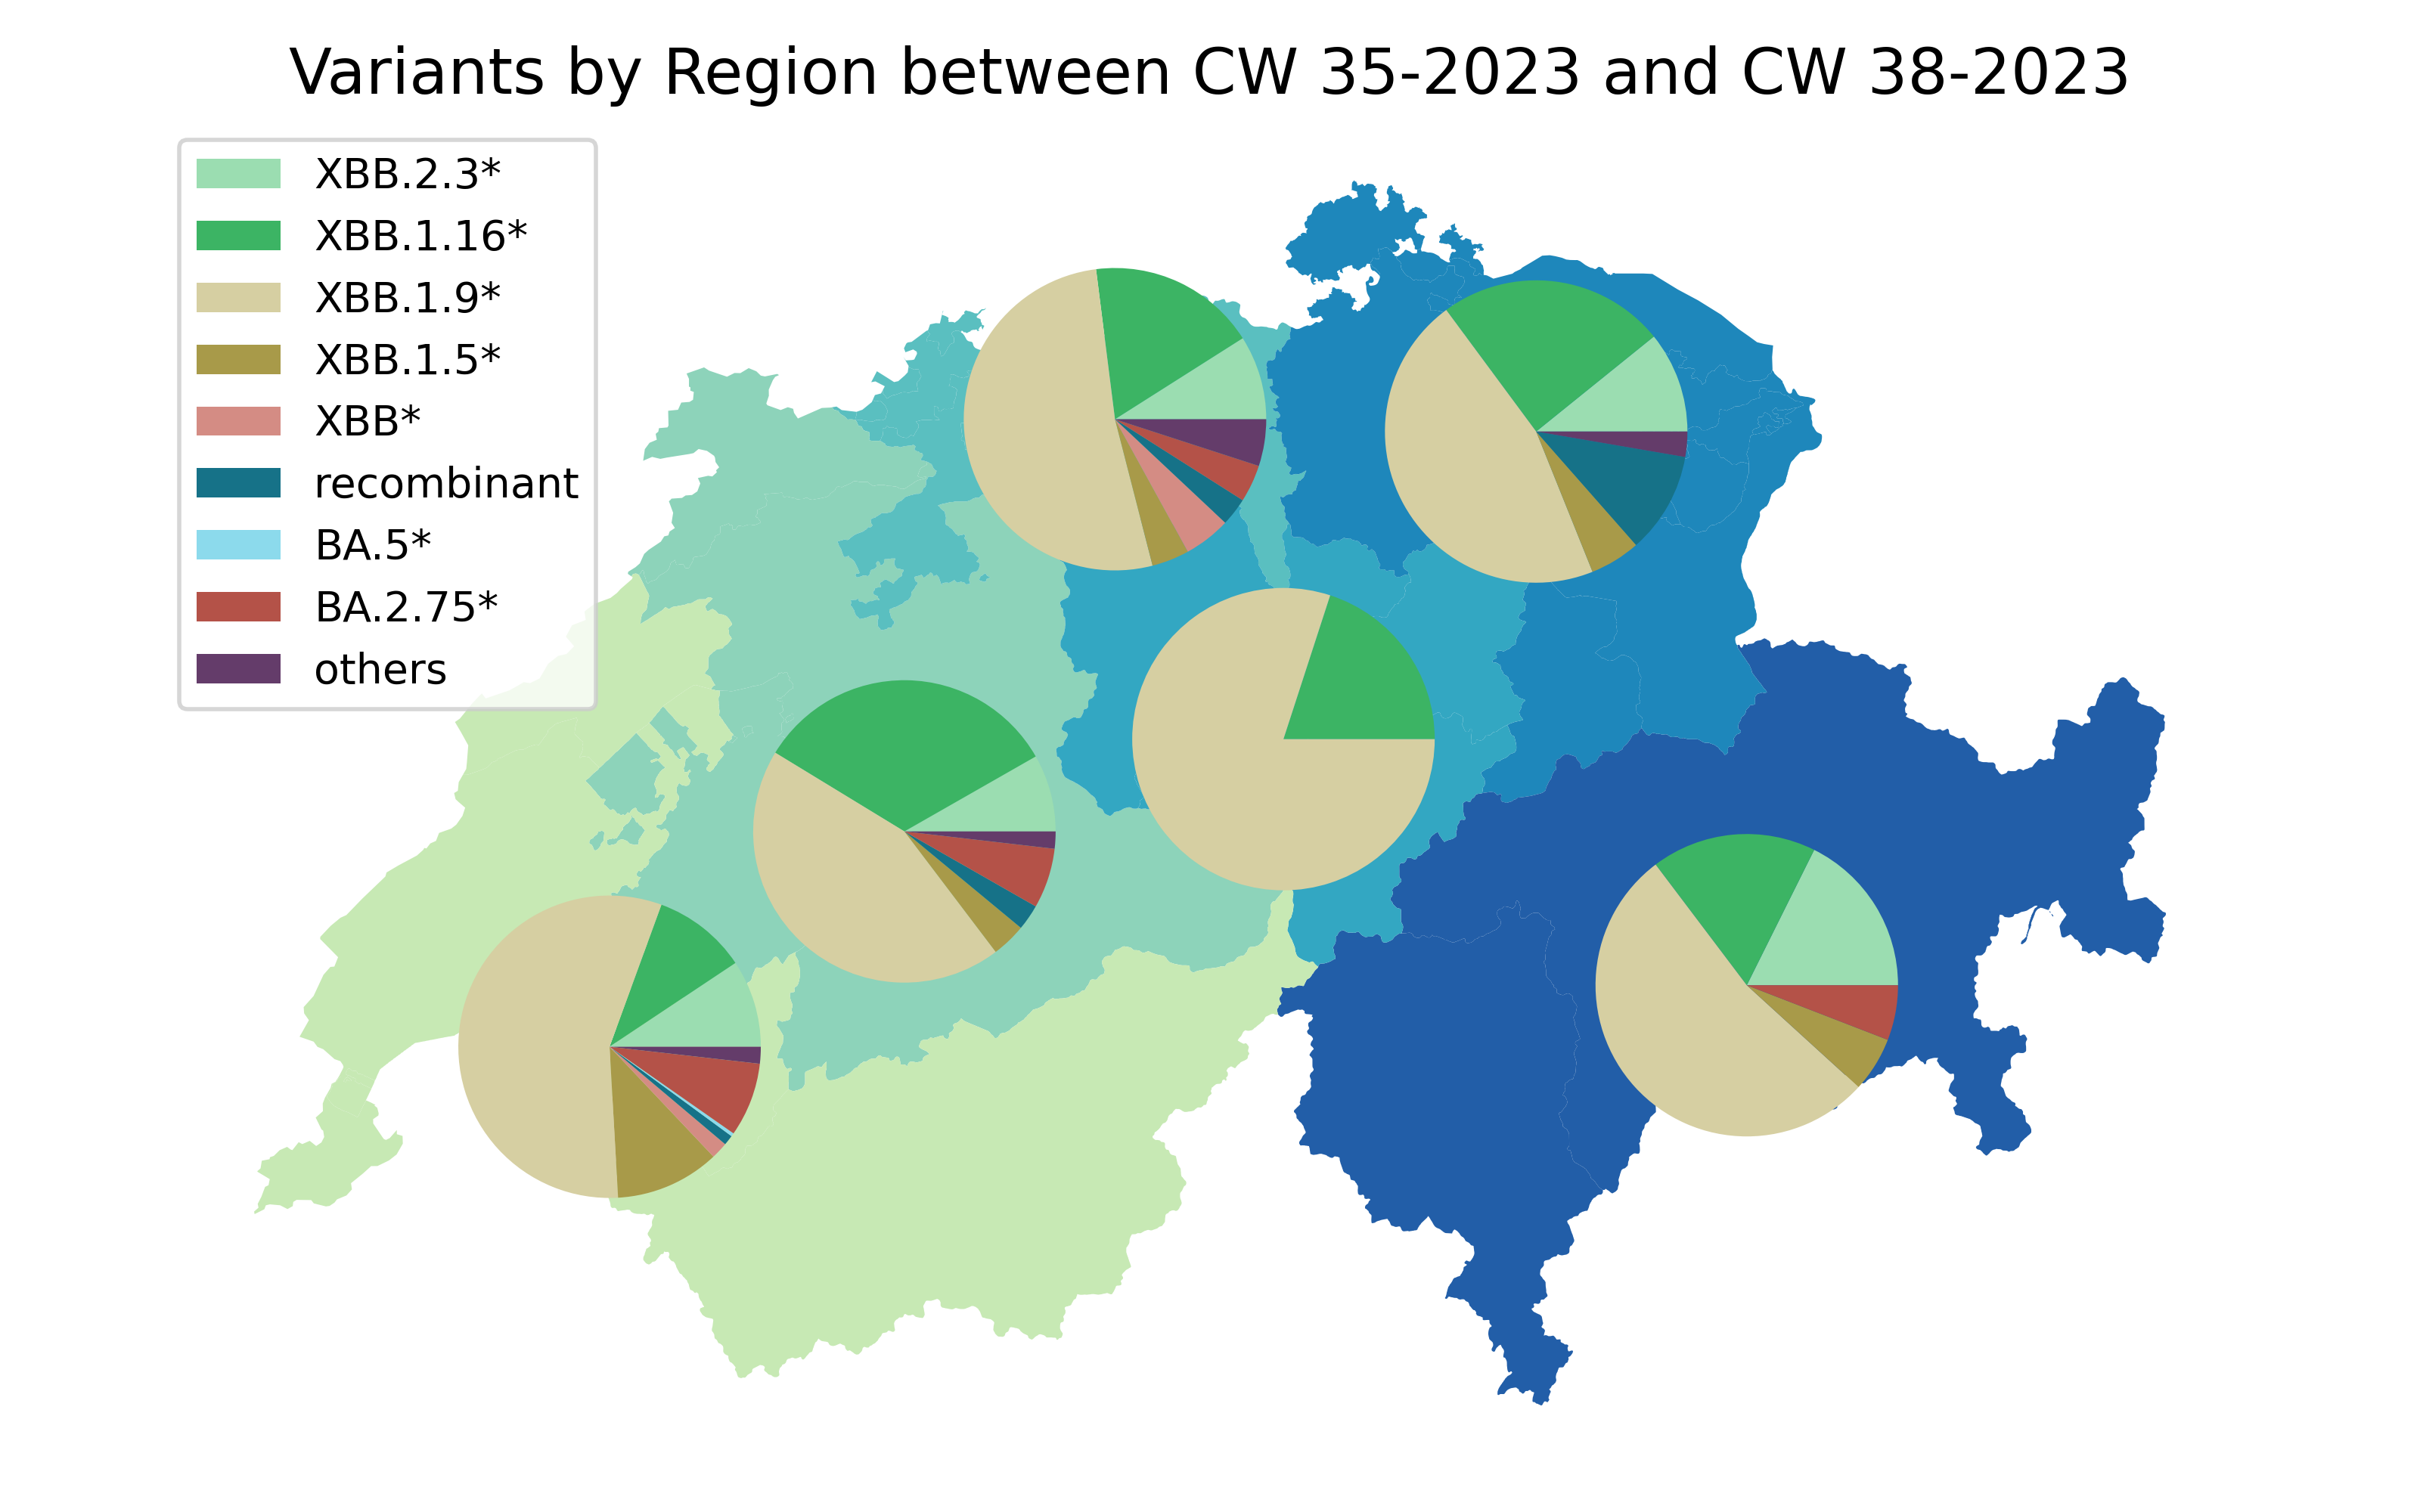 Variants by Region between CW 35-2023 and CW 38-2023
XBB.2.3*
XBB.1.16*
XBB.1.9*
XBB.1.5*
XBB*
recombinant
BA.5*
BA.2.75*
others